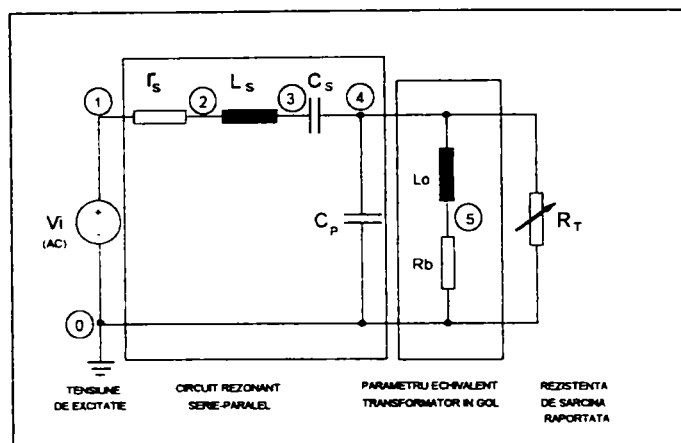 r_s
L_s
C_s
1
2
3
4
Vi
(AC)
+
-
C_p
Lo
5
Rb
R_T
0
TENSIUNE
DE EXCITATIE
CIRCUIT REZONANT
SERIE-PARALEL
PARAMETRU ECHIVALENT
TRANSFORMATOR IN GOL
REZISTENTA
DE SARCINA
RAPORTATA